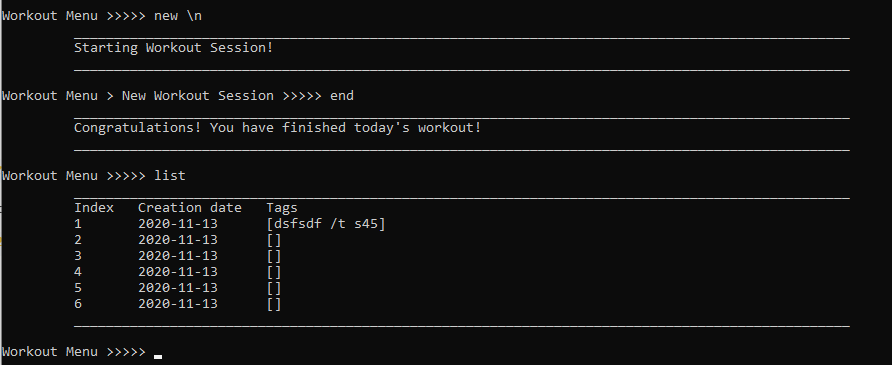 Workout Menu >>>>> new \n
Starting Workout Session!
Workout Menu > New Workout Session >>>>> end
Congratulations! You have finished today's workout!
Workout Menu >>>>> list
Index Creation date Tags
1 2020-11-13 [dsfsdf /t s45]
2 2020-11-13 []
3 2020-11-13 []
4 2020-11-13 []
5 2020-11-13 []
6 2020-11-13 []
Workout Menu >>>>>